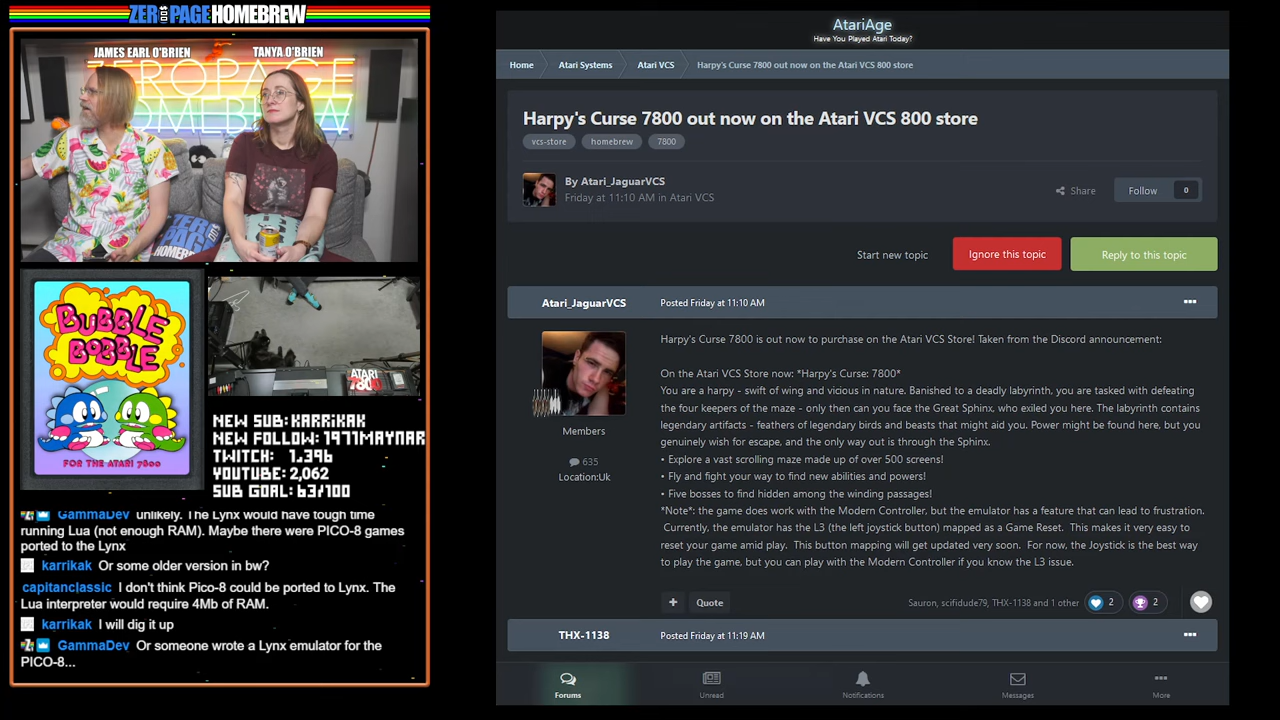 ZEROPAGE HOMEBREW
JAMES EARL O'BRIEN
TANYA O'BRIEN
ZEROPAGE
HOMEBREW
BUBBLE
BOBBLE
FOR THE ATARI 7800
ATARI
7800
NEW SUB: KARRIKAK
NEW FOLLOW: 1977MAYNAR
TWITCH: 1,396
YOUTUBE: 2,062
SUB GOAL: 63/100
GammaDev unlikely. The Lynx would have tough time
running Lua (not enough RAM). Maybe there were PICO-8 games
ported to the Lynx
karrikak Or some older version in bw?
capitanclassic I don't think Pico-8 could be ported to Lynx. The
Lua interpreter would require 4Mb of RAM.
karrikak I will dig it up
GammaDev Or someone wrote a Lynx emulator for the
PICO-8...
AtariAge
Have You Played Atari Today?
Home
Atari Systems
Atari VCS
Harpy's Curse 7800 out now on the Atari VCS 800 store
Harpy's Curse 7800 out now on the Atari VCS 800 store
vcs-store
homebrew
7800
By Atari_JaguarVCS
Friday at 11:10 AM in Atari VCS
Share
Follow
0
Start new topic
Ignore this topic
Reply to this topic
Atari_JaguarVCS
Posted Friday at 11:10 AM
Members
635
Location:Uk
Harpy's Curse 7800 is out now to purchase on the Atari VCS Store! Taken from the Discord announcement:
On the Atari VCS Store now: *Harpy's Curse: 7800*
You are a harpy - swift of wing and vicious in nature. Banished to a deadly labyrinth, you are tasked with defeating
the four keepers of the maze - only then can you face the Great Sphinx, who exiled you here. The labyrinth contains
legendary artifacts - feathers of legendary birds and beasts that might aid you. Power might be found here, but you
genuinely wish for escape, and the only way out is through the Sphinx.
• Explore a vast scrolling maze made up of over 500 screens!
• Fly and fight your way to find new abilities and powers!
• Five bosses to find hidden among the winding passages!
*Note*: the game does work with the Modern Controller, but the emulator has a feature that can lead to frustration.
Currently, the emulator has the L3 (the left joystick button) mapped as a Game Reset. This makes it very easy to
reset your game amid play. This button mapping will get updated very soon. For now, the Joystick is the best way
to play the game, but you can play with the Modern Controller if you know the L3 issue.
Quote
Sauron, scifidude79, THX-1138 and 1 other
2
2
THX-1138
Posted Friday at 11:19 AM
Forums
Unread
Notifications
Messages
More